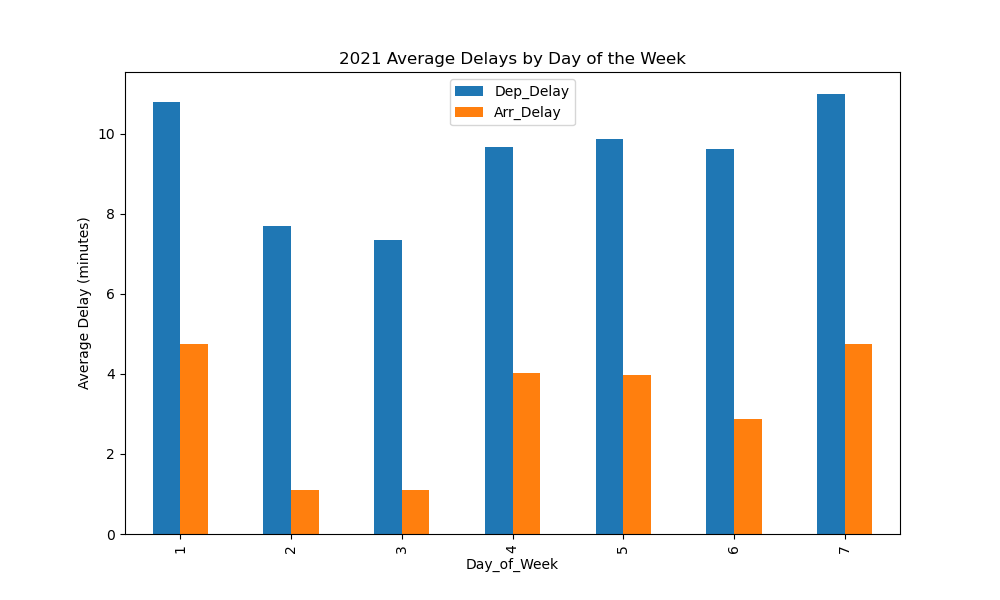 2021 Average Delays by Day of the Week
Dep_Delay
Arr_Delay
Average Delay (minutes)
10
8
6
4
2
0
1
2
3
4
5
6
7
Day_of_Week